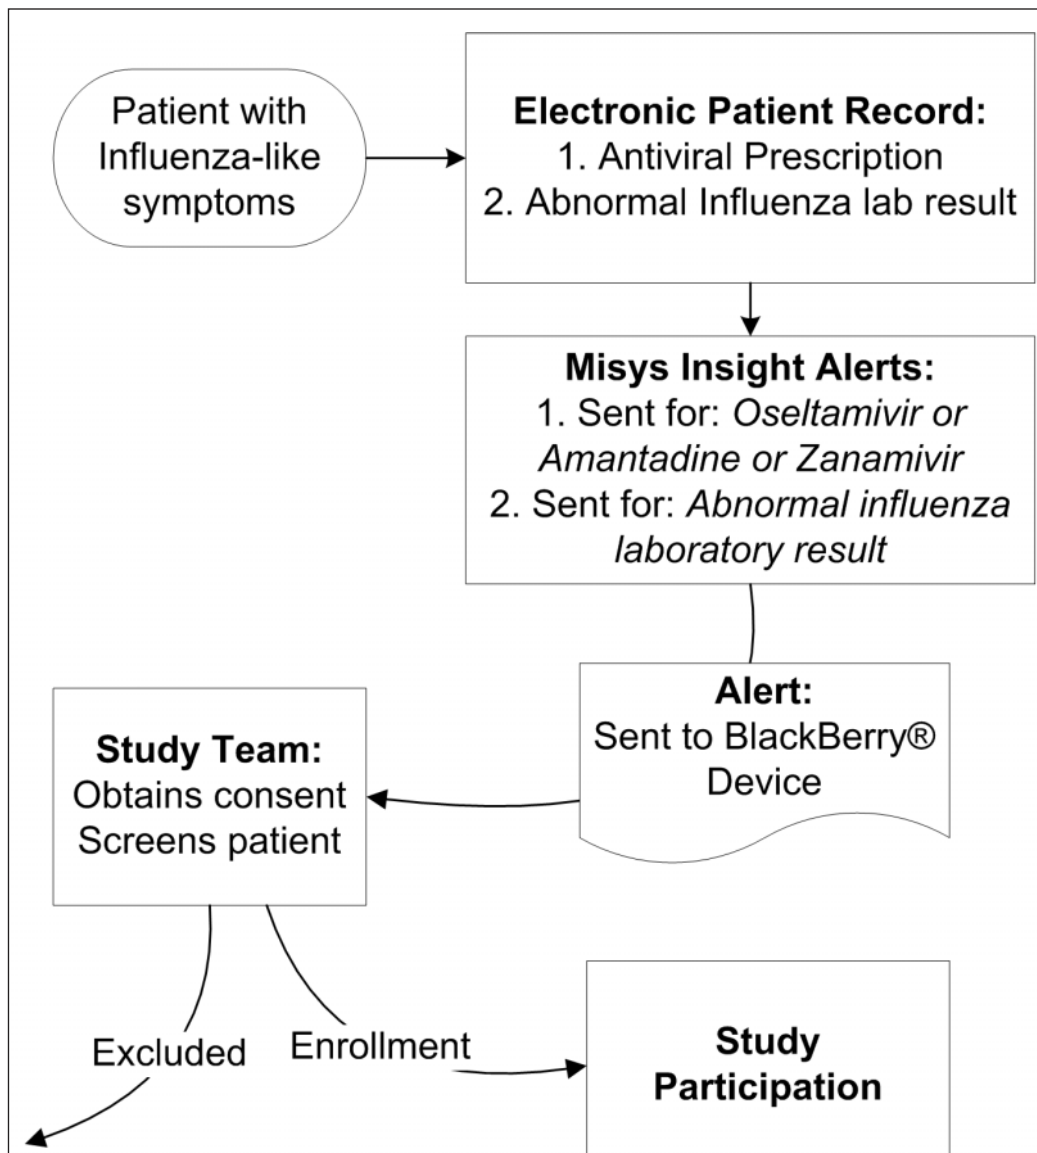 Patient with
Influenza-like
symptoms
Electronic Patient Record:
1. Antiviral Prescription
2. Abnormal Influenza lab result
Misys Insight Alerts:
1. Sent for: Oseltamivir or
Amantadine or Zanamivir
2. Sent for: Abnormal influenza
laboratory result
Alert:
Sent to BlackBerry®
Device
Study Team:
Obtains consent
Screens patient
Excluded
Enrollment
Study
Participation